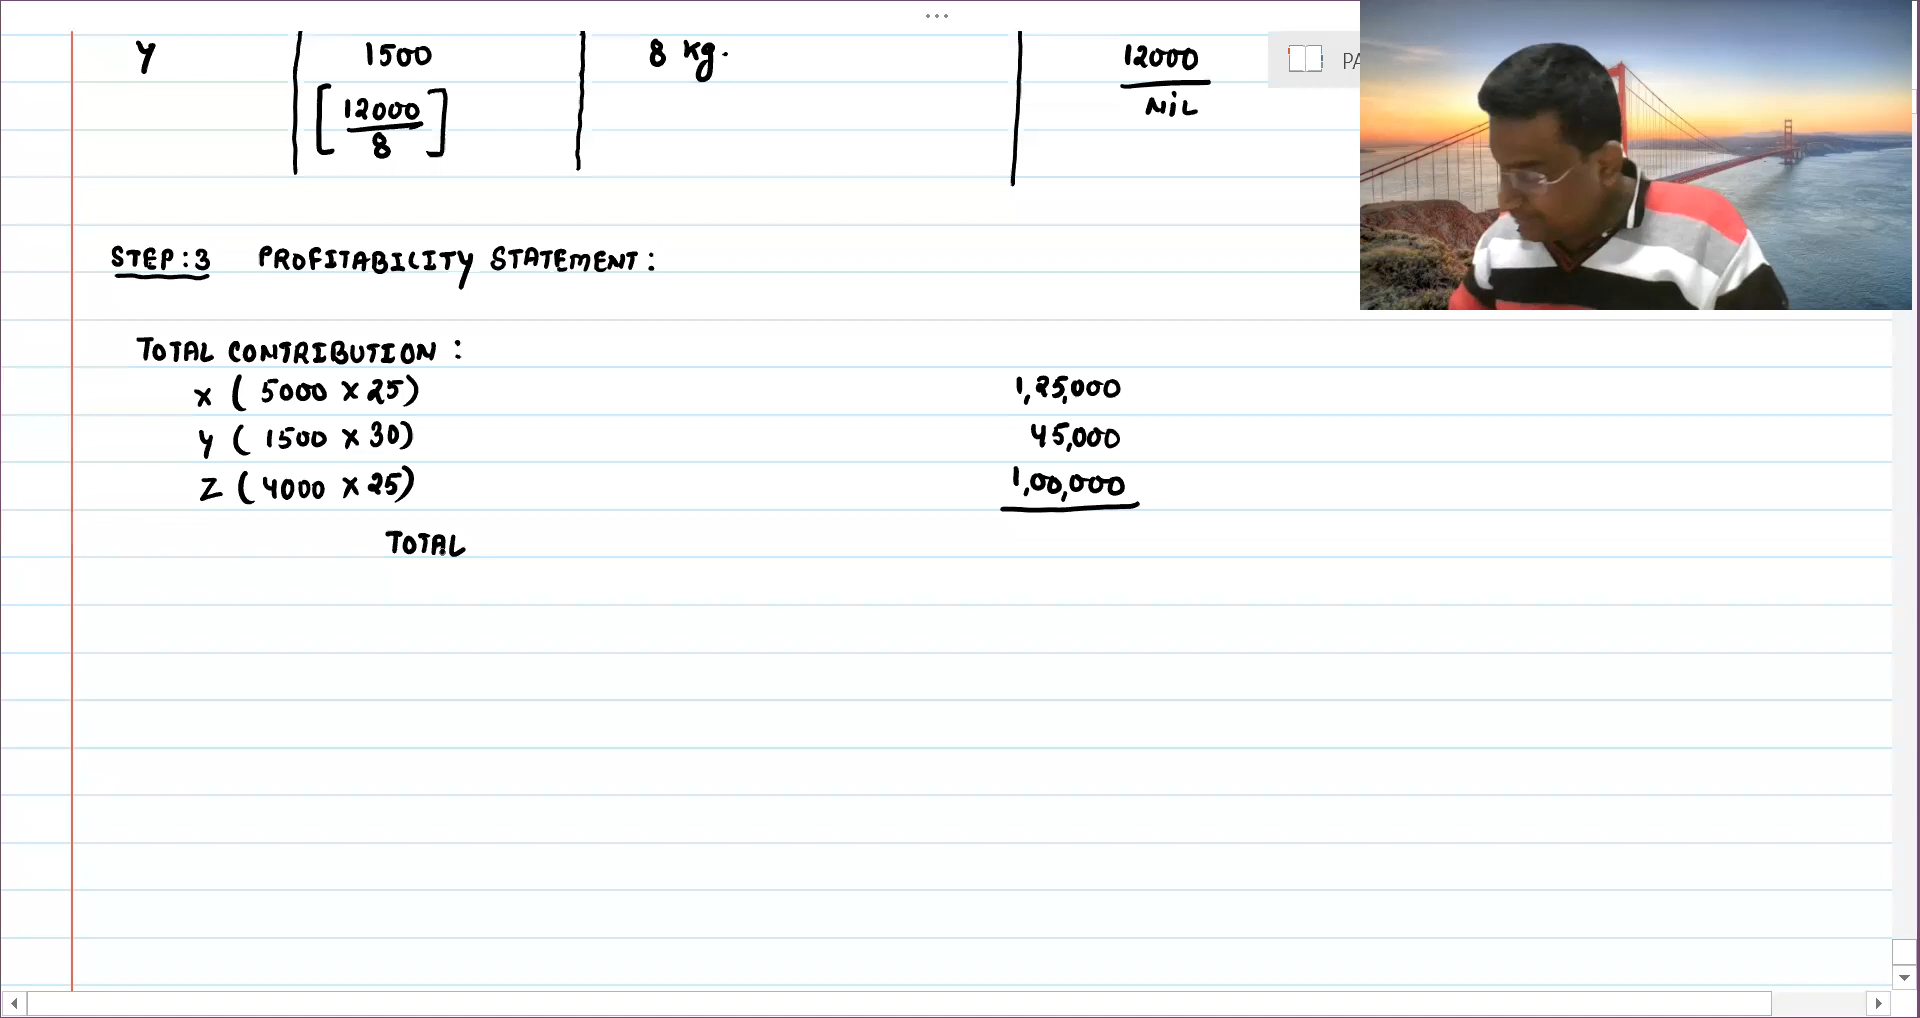 Y 1500 8 kg. 12000
[12000/8] NiL
PA
STEP:3 PROFITABILITY STATEMENT:
TOTAL CONTRIBUTION:
X (5000 X 25) 1,25,000
Y (1500 X 30) 45,000
Z (4000 X 25) 1,00,000
TOTAL